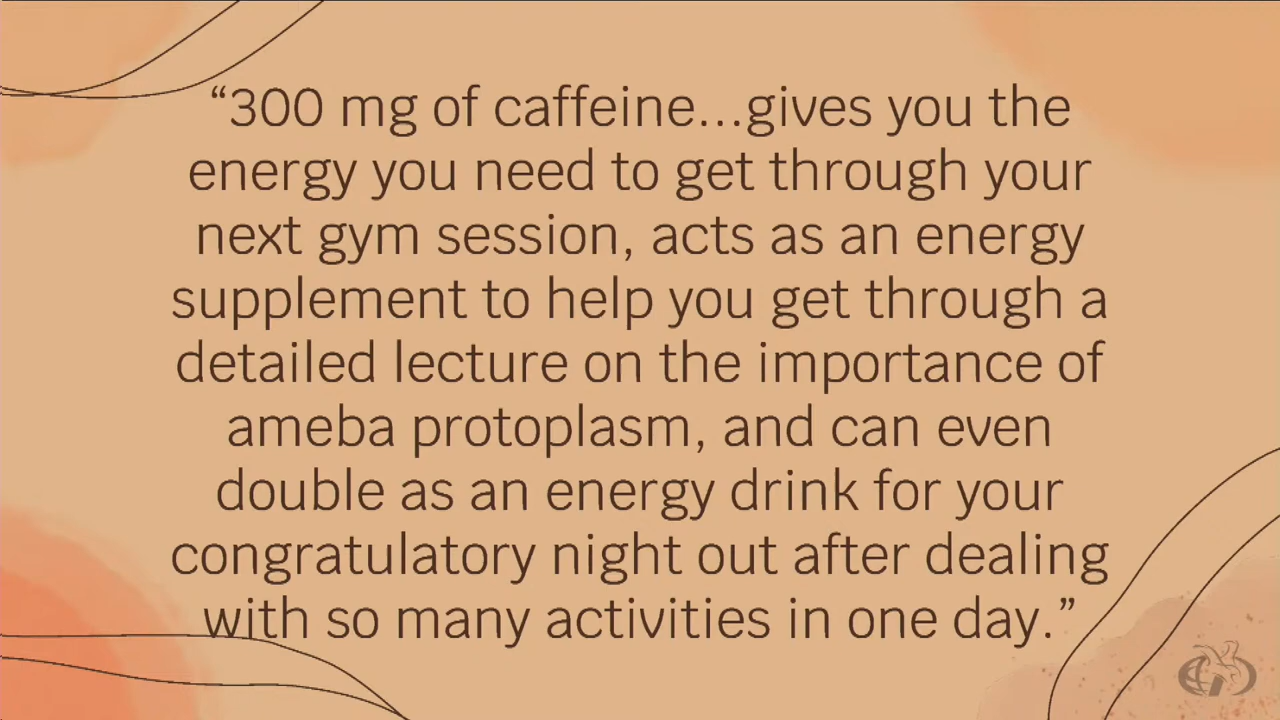 “300 mg of caffeine...gives you the
energy you need to get through your
next gym session, acts as an energy
supplement to help you get through a
detailed lecture on the importance of
ameba protoplasm, and can even
double as an energy drink for your
congratulatory night out after dealing
with so many activities in one day.”